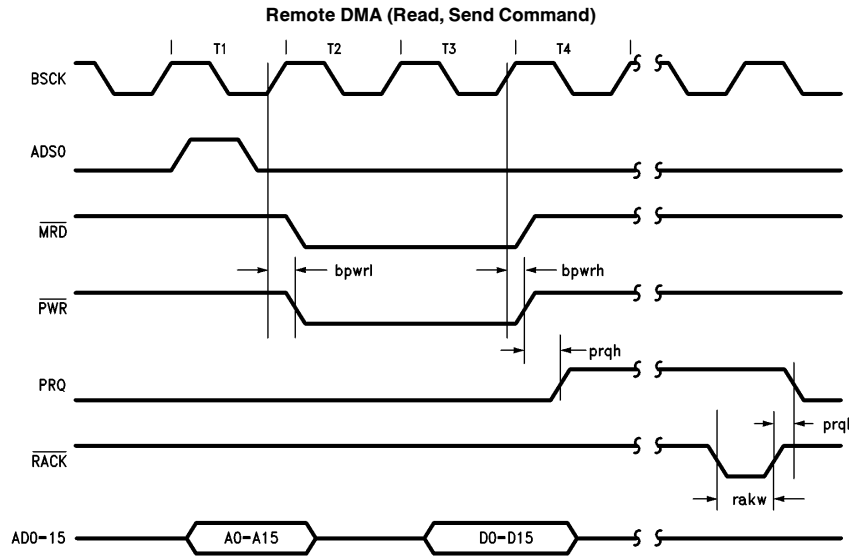 Remote DMA (Read, Send Command)
T1 T2 T3 T4
BSCK
ADS0
MRD
bpwrl bpwrh
PWR
prqh
PRQ
prql
RACK
rakw
AD0-15 A0-A15 D0-D15